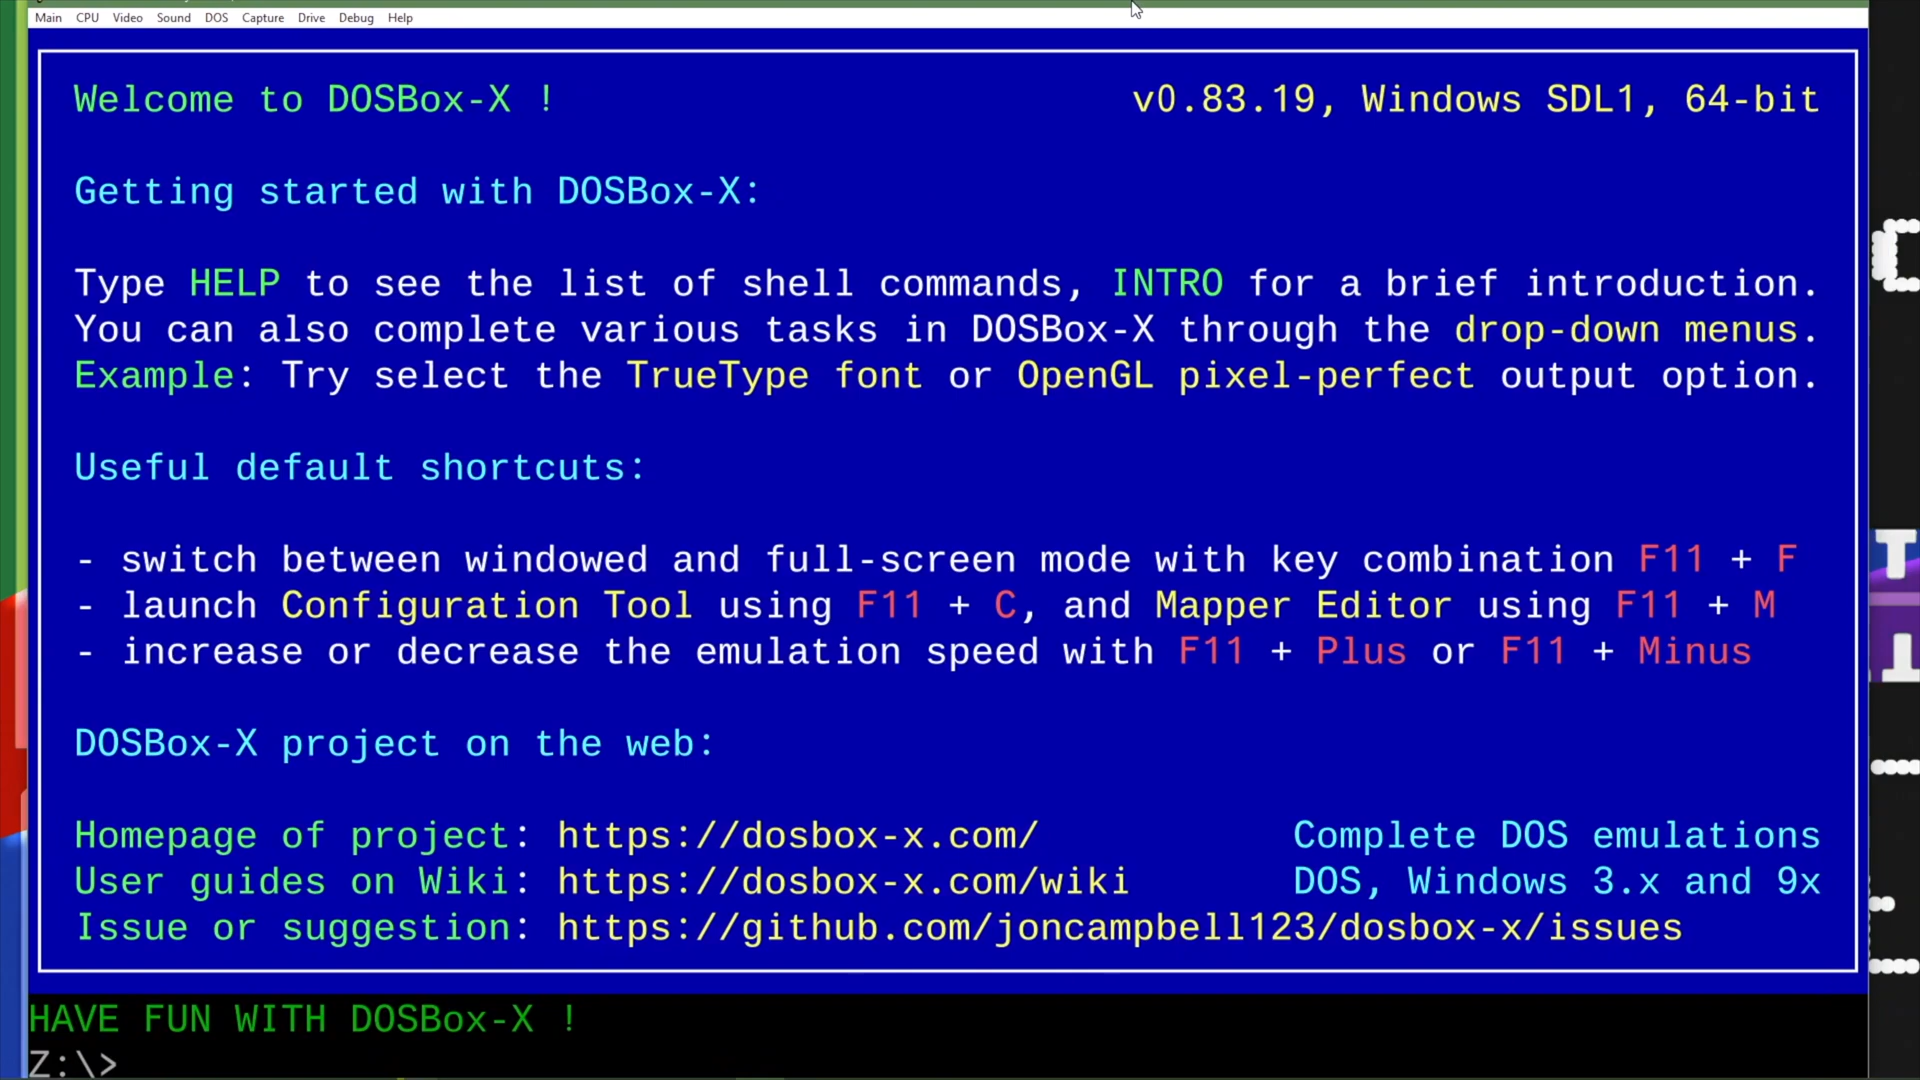 Main CPU Video Sound DOS Capture Drive Debug Help
Welcome to DOSBox-X ! v0.83.19, Windows SDL1, 64-bit
Getting started with DOSBox-X:
Type HELP to see the list of shell commands, INTRO for a brief introduction.
You can also complete various tasks in DOSBox-X through the drop-down menus.
Example: Try select the TrueType font or OpenGL pixel-perfect output option.
Useful default shortcuts:
- switch between windowed and full-screen mode with key combination F11 + F
- launch Configuration Tool using F11 + C, and Mapper Editor using F11 + M
- increase or decrease the emulation speed with F11 + Plus or F11 + Minus
DOSBox-X project on the web:
Homepage of project: https://dosbox-x.com/ Complete DOS emulations
User guides on Wiki: https://dosbox-x.com/wiki DOS, Windows 3.x and 9x
Issue or suggestion: https://github.com/joncampbell123/dosbox-x/issues
HAVE FUN WITH DOSBox-X !
Z:\>